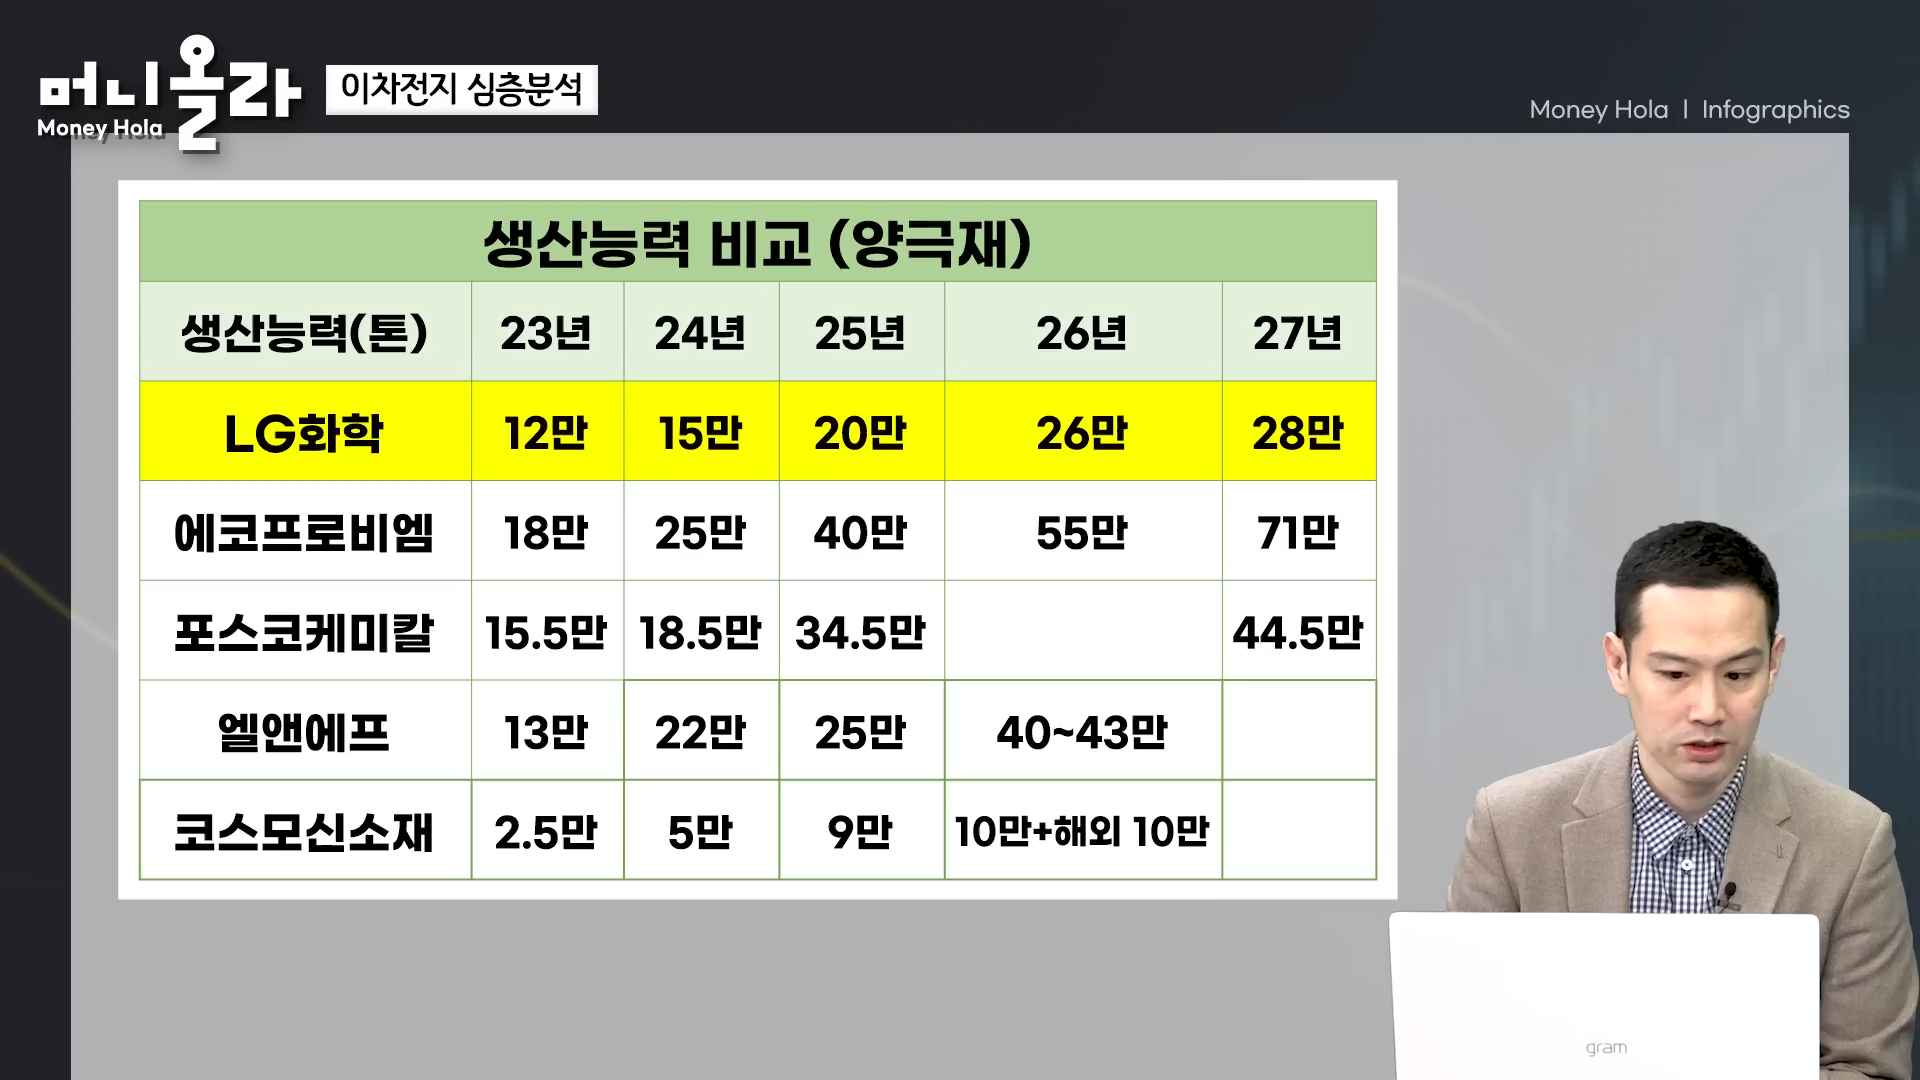 머니올라
Money Hola
이차전지 심층분석
Money Hola | Infographics
생산능력 비교 (양극재)
생산능력(톤) 23년 24년 25년 26년 27년
LG화학 12만 15만 20만 26만 28만
에코프로비엠 18만 25만 40만 55만 71만
포스코케미칼 15.5만 18.5만 34.5만 44.5만
엘앤에프 13만 22만 25만 40~43만
코스모신소재 2.5만 5만 9만 10만+해외 10만
gram